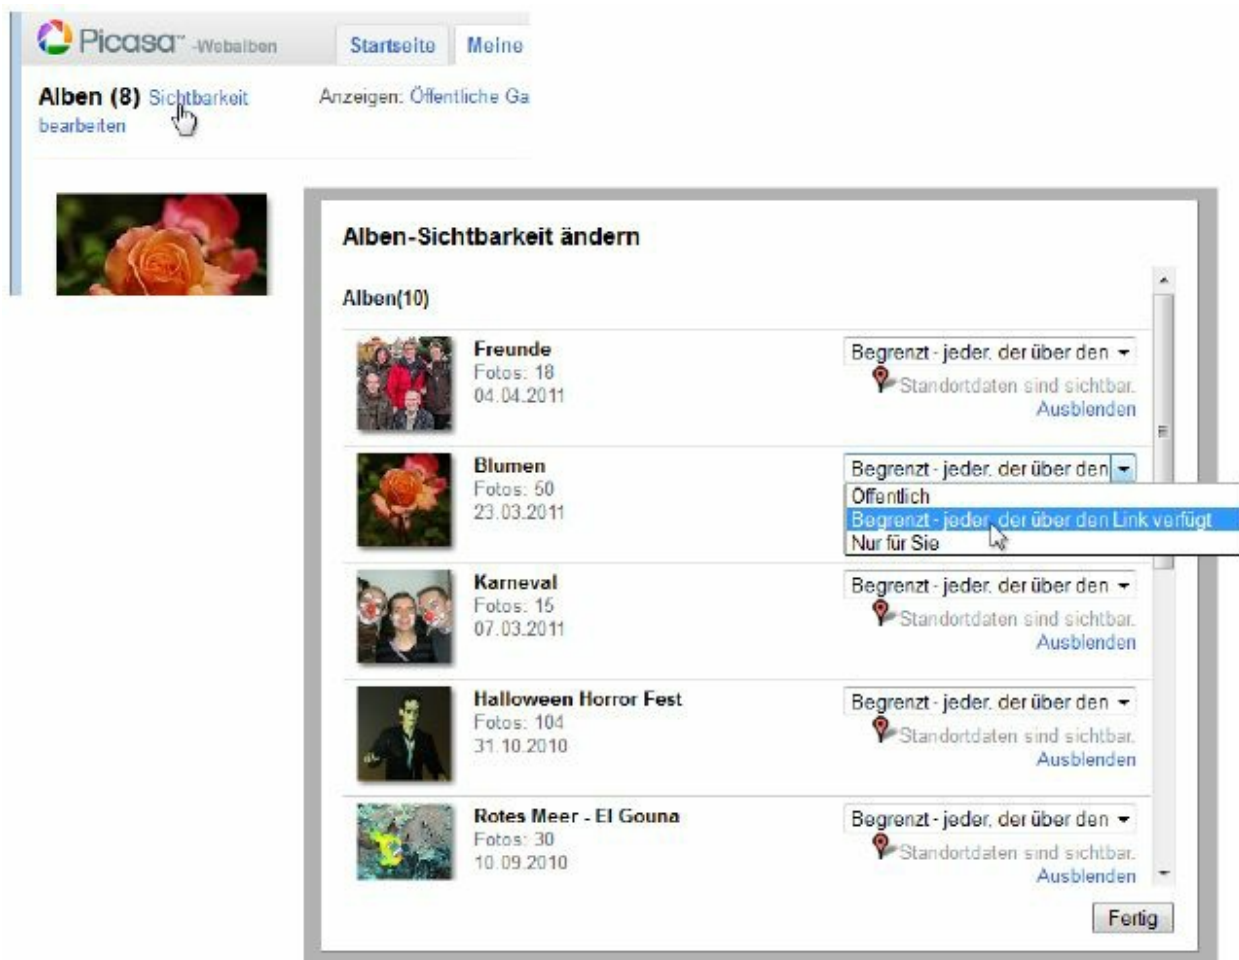 Picasa™ -Webalben
Startseite
Meine
Alben (8) Sichtbarkeit
bearbeiten
Anzeigen: Öffentliche Ga
Alben-Sichtbarkeit ändern
Alben(10)
Freunde
Fotos: 18
04.04.2011
Begrenzt - jeder, der über den
Standortdaten sind sichtbar.
Ausblenden
Blumen
Fotos: 50
23.03.2011
Begrenzt - jeder, der über den
Öffentlich
Begrenzt - jeder, der über den Link verfügt
Nur für Sie
Karneval
Fotos: 15
07.03.2011
Begrenzt - jeder, der über den
Standortdaten sind sichtbar.
Ausblenden
Halloween Horror Fest
Fotos: 104
31.10.2010
Begrenzt - jeder, der über den
Standortdaten sind sichtbar.
Ausblenden
Rotes Meer - El Gouna
Fotos: 30
10.09.2010
Begrenzt - jeder, der über den
Standortdaten sind sichtbar.
Ausblenden
Fertig